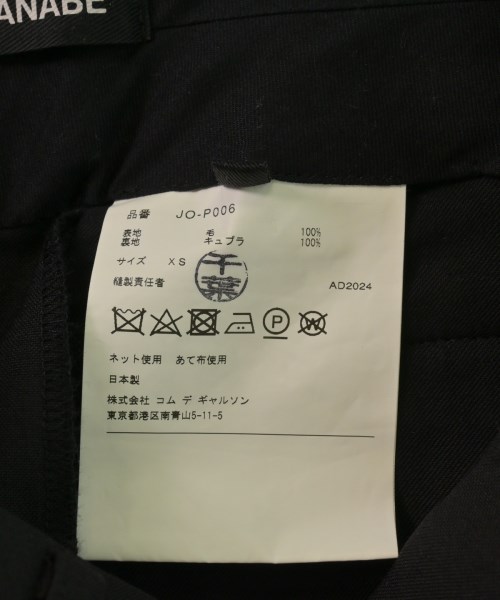 ANABE
品番 JO-P006
表地 毛 100%
裏地 キュプラ 100%
サイズ XS
千葉
縫製責任者 AD2024
P
W
ネット使用 あて布使用
日本製
株式会社 コム デ ギャルソン
東京都港区南青山5-11-5